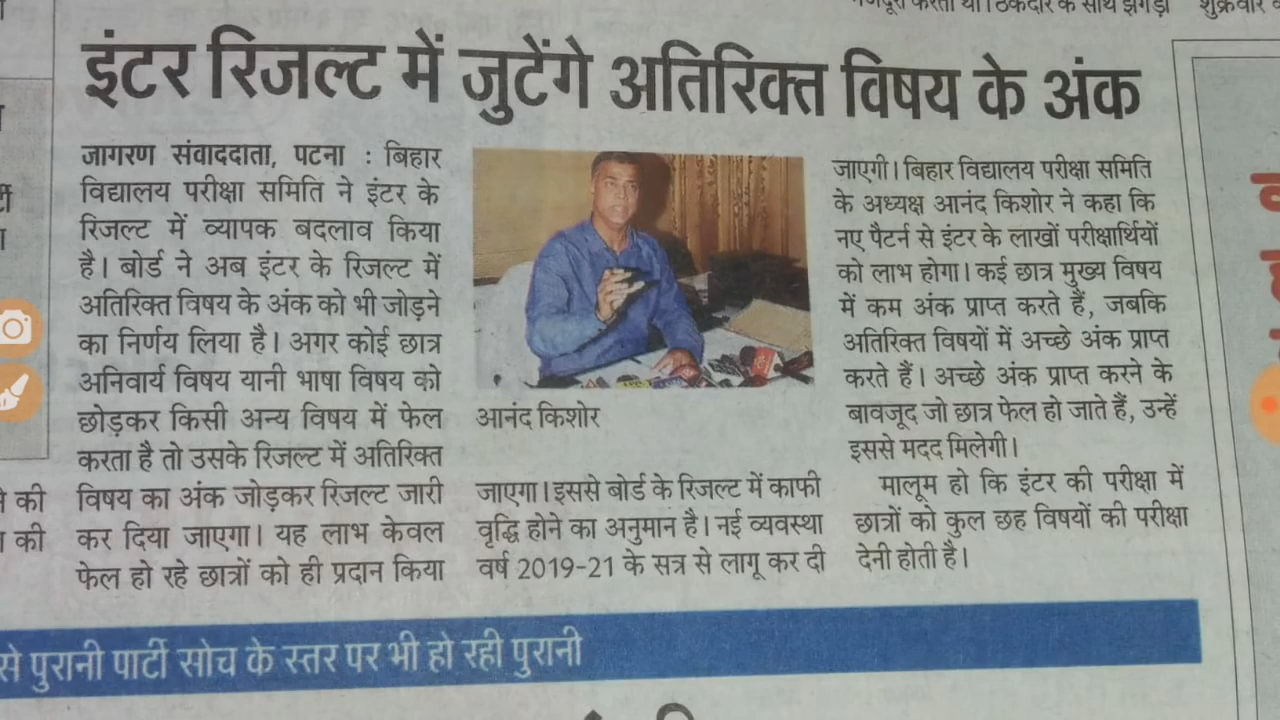 इंटर रिजल्ट में जुटेंगे अतिरिक्त विषय के अंक
जागरण संवाददाता, पटना : बिहार
विद्यालय परीक्षा समिति ने इंटर के
रिजल्ट में व्यापक बदलाव किया
है। बोर्ड ने अब इंटर के रिजल्ट में
अतिरिक्त विषय के अंक को भी जोड़ने
का निर्णय लिया है। अगर कोई छात्र
अनिवार्य विषय यानी भाषा विषय को
छोड़कर किसी अन्य विषय में फेल
करता है तो उसके रिजल्ट में अतिरिक्त
विषय का अंक जोड़कर रिजल्ट जारी
कर दिया जाएगा। यह लाभ केवल
फेल हो रहे छात्रों को ही प्रदान किया
आनंद किशोर
जाएगा। इससे बोर्ड के रिजल्ट में काफी
वृद्धि होने का अनुमान है। नई व्यवस्था
वर्ष 2019-21 के सत्र से लागू कर दी
जाएगी। बिहार विद्यालय परीक्षा समिति
के अध्यक्ष आनंद किशोर ने कहा कि
नए पैटर्न से इंटर के लाखों परीक्षार्थियों
को लाभ होगा। कई छात्र मुख्य विषय
में कम अंक प्राप्त करते हैं, जबकि
अतिरिक्त विषयों में अच्छे अंक प्राप्त
करते हैं। अच्छे अंक प्राप्त करने के
बावजूद जो छात्र फेल हो जाते हैं, उन्हें
इससे मदद मिलेगी।
मालूम हो कि इंटर की परीक्षा में
छात्रों को कुल छह विषयों की परीक्षा
देनी होती है।
की
की
से पुरानी पार्टी सोच के स्तर पर भी हो रही पुरानी